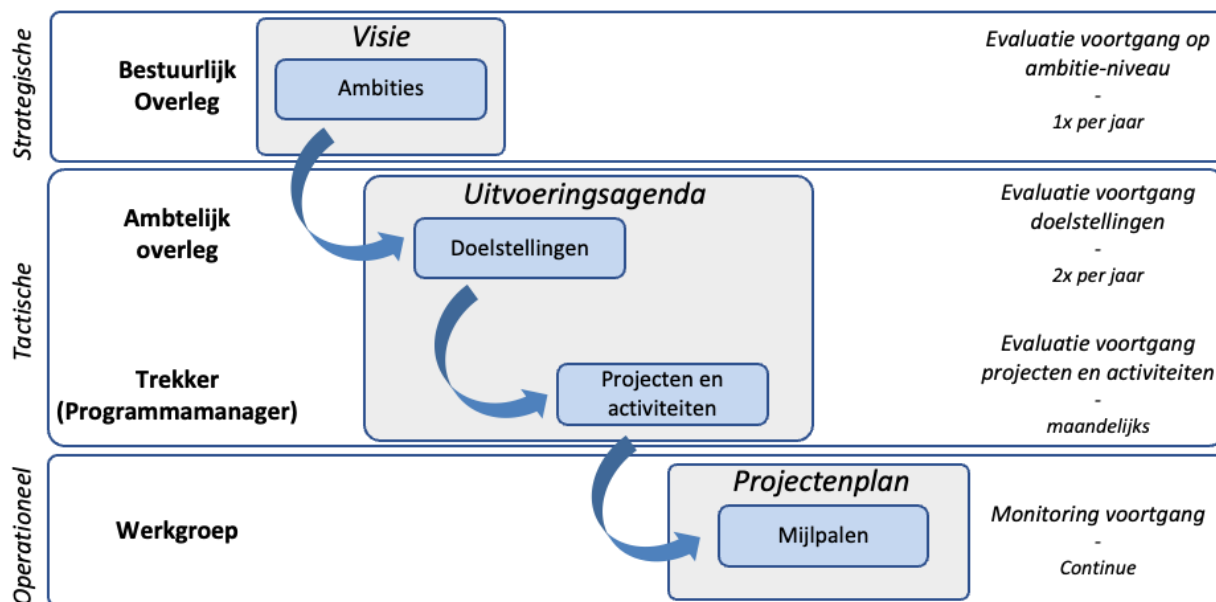 Strategische
Bestuurlijk
Overleg
Visie
Ambities
Evaluatie voortgang op
ambitie-niveau
-
1x per jaar
Tactische
Ambtelijk
overleg
Uitvoeringsagenda
Doelstellingen
Evaluatie voortgang
doelstellingen
-
2x per jaar
Trekker
(Programmamanager)
Projecten en
activiteiten
Evaluatie voortgang
projecten en activiteiten
-
maandelijks
Operationeel
Werkgroep
Projectenplan
Mijlpalen
Monitoring voortgang
-
Continue